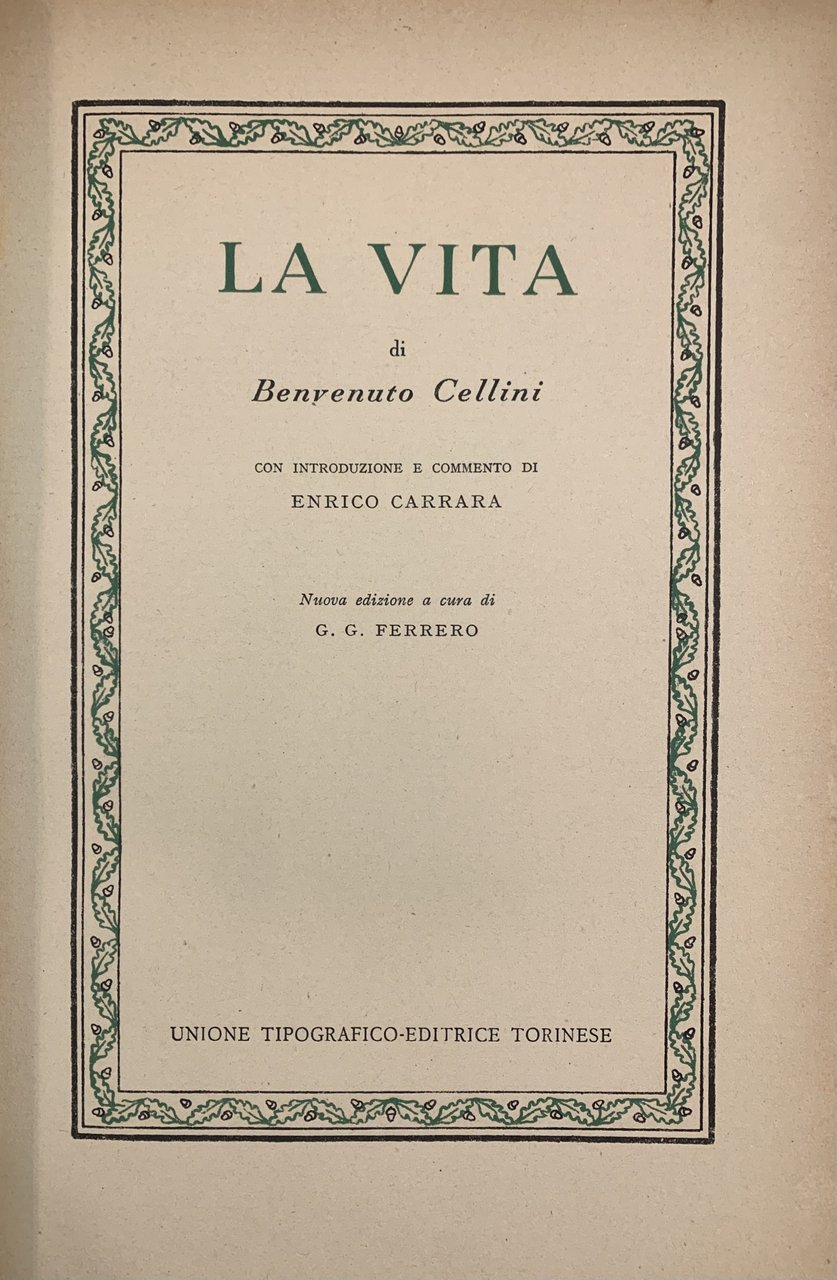 LA VITA
di
Benvenuto Cellini
CON INTRODUZIONE E COMMENTO DI
ENRICO CARRARA
Nuova edizione a cura di
G. G. FERRERO
UNIONE TIPOGRAFICO-EDITRICE TORINESE